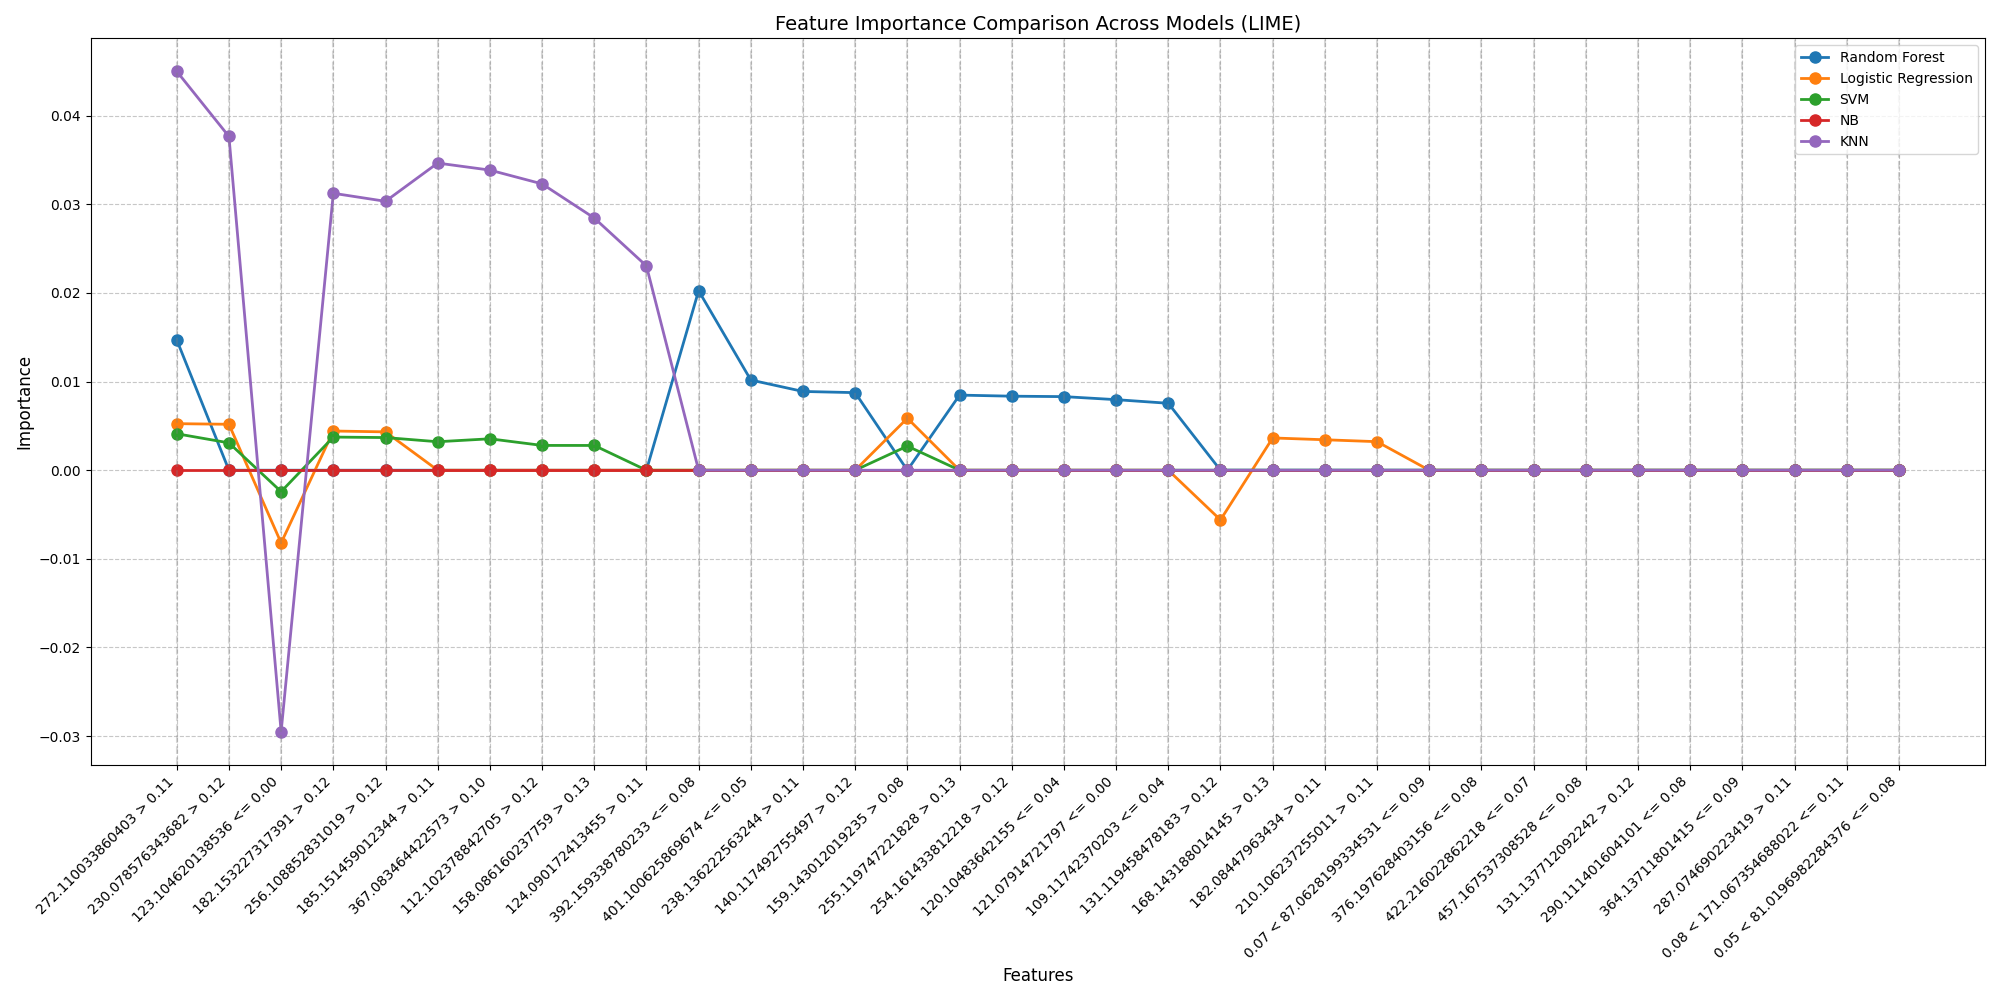 Feature Importance Comparison Across Models (LIME)
Random Forest
Logistic Regression
SVM
NB
KNN
Importance
0.04
0.03
0.02
0.01
0.00
−0.01
−0.02
−0.03
272.110033860403 > 0.11
230.078576343682 > 0.12
123.104620138536 <= 0.00
182.153227317391 > 0.12
256.108852831019 > 0.12
185.151459012344 > 0.11
367.083464422573 > 0.10
112.102378842705 > 0.12
158.081602377759 > 0.13
124.090172413455 > 0.11
392.159338780233 <= 0.08
401.100625869674 <= 0.05
238.136222563244 > 0.11
140.117492755497 > 0.12
159.143012019235 > 0.08
255.119747221828 > 0.13
254.161433812218 > 0.12
120.104836421155 <= 0.04
121.079147721797 <= 0.00
109.117423702203 <= 0.04
131.119458478183 > 0.12
168.143188014145 > 0.13
182.08447963434 > 0.11
210.106237255011 > 0.11
0.07 < 87.0628199334531 <= 0.09
376.197628403156 <= 0.08
422.216022862218 <= 0.07
457.167537308528 <= 0.08
131.137712092242 > 0.12
290.111401604101 <= 0.08
364.13711801415 <= 0.09
287.074690223419 > 0.11
0.08 < 171.067354688022 <= 0.11
0.05 < 81.0196982284376 <= 0.08
Features